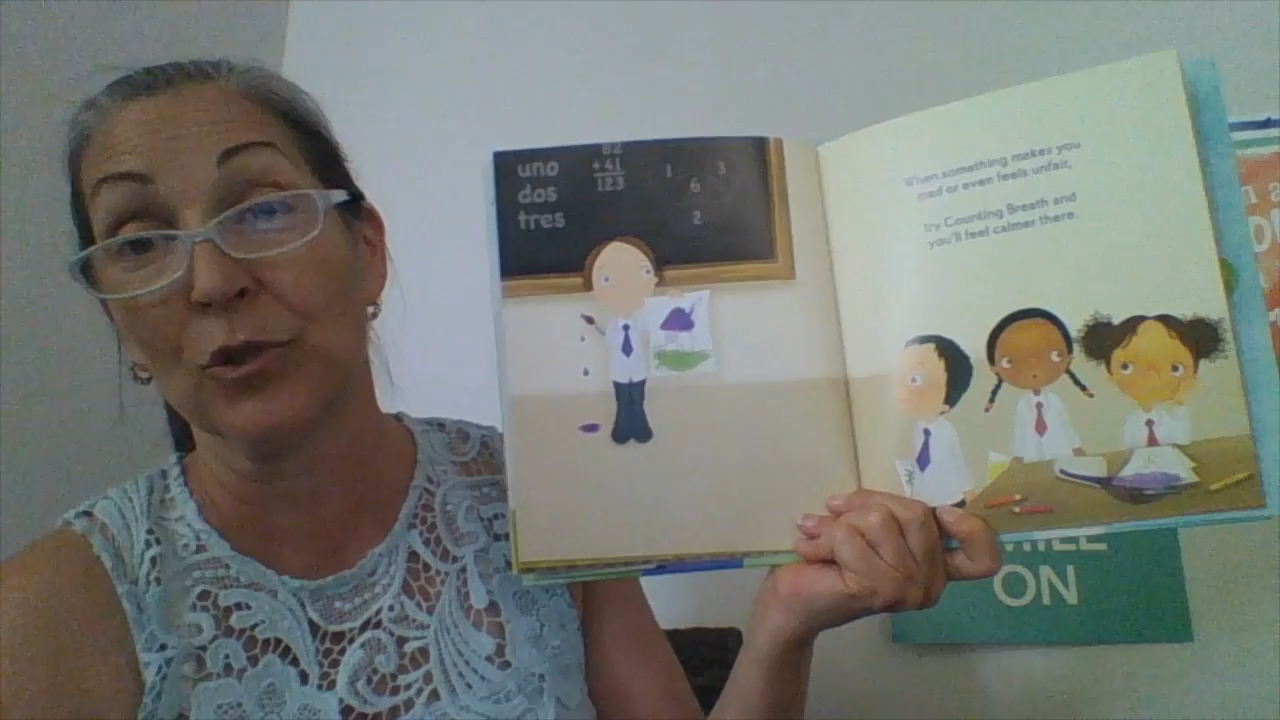 uno
dos
tres
82
+41
123
1
3
6
2
When something makes you
mad or even feels unfair,
try Counting Breath and
you'll feel calmer there.
ON